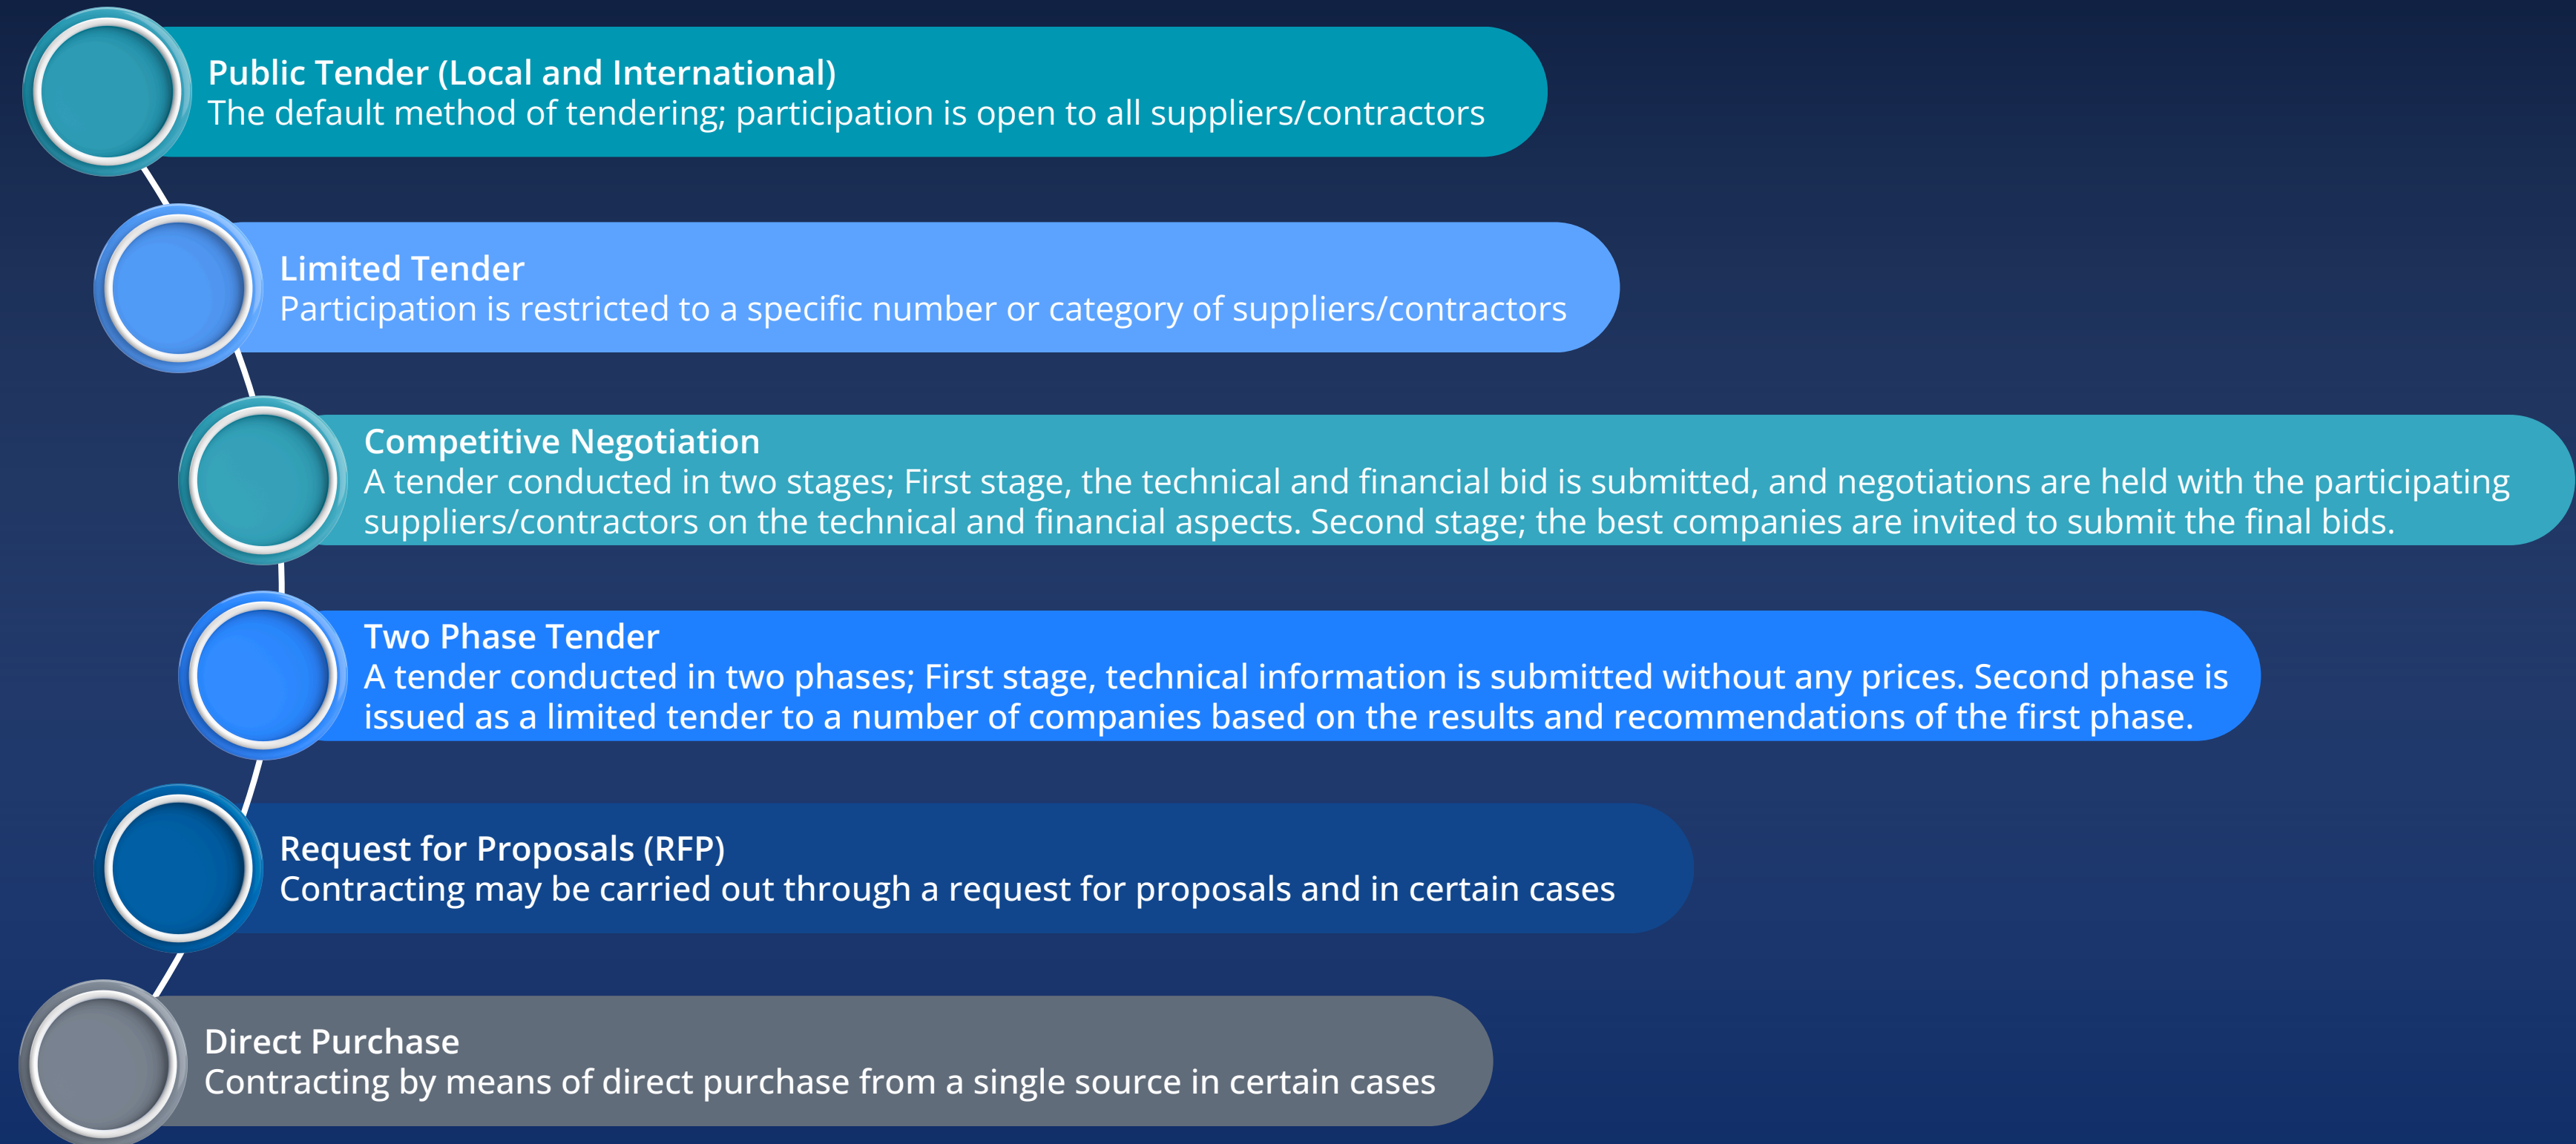 Public Tender (Local and International)
The default method of tendering; participation is open to all suppliers/contractors
Limited Tender
Participation is restricted to a specific number or category of suppliers/contractors
Competitive Negotiation
A tender conducted in two stages; First stage, the technical and financial bid is submitted, and negotiations are held with the participating
suppliers/contractors on the technical and financial aspects. Second stage; the best companies are invited to submit the final bids.
Two Phase Tender
A tender conducted in two phases; First stage, technical information is submitted without any prices. Second phase is
issued as a limited tender to a number of companies based on the results and recommendations of the first phase.
Request for Proposals (RFP)
Contracting may be carried out through a request for proposals and in certain cases
Direct Purchase
Contracting by means of direct purchase from a single source in certain cases